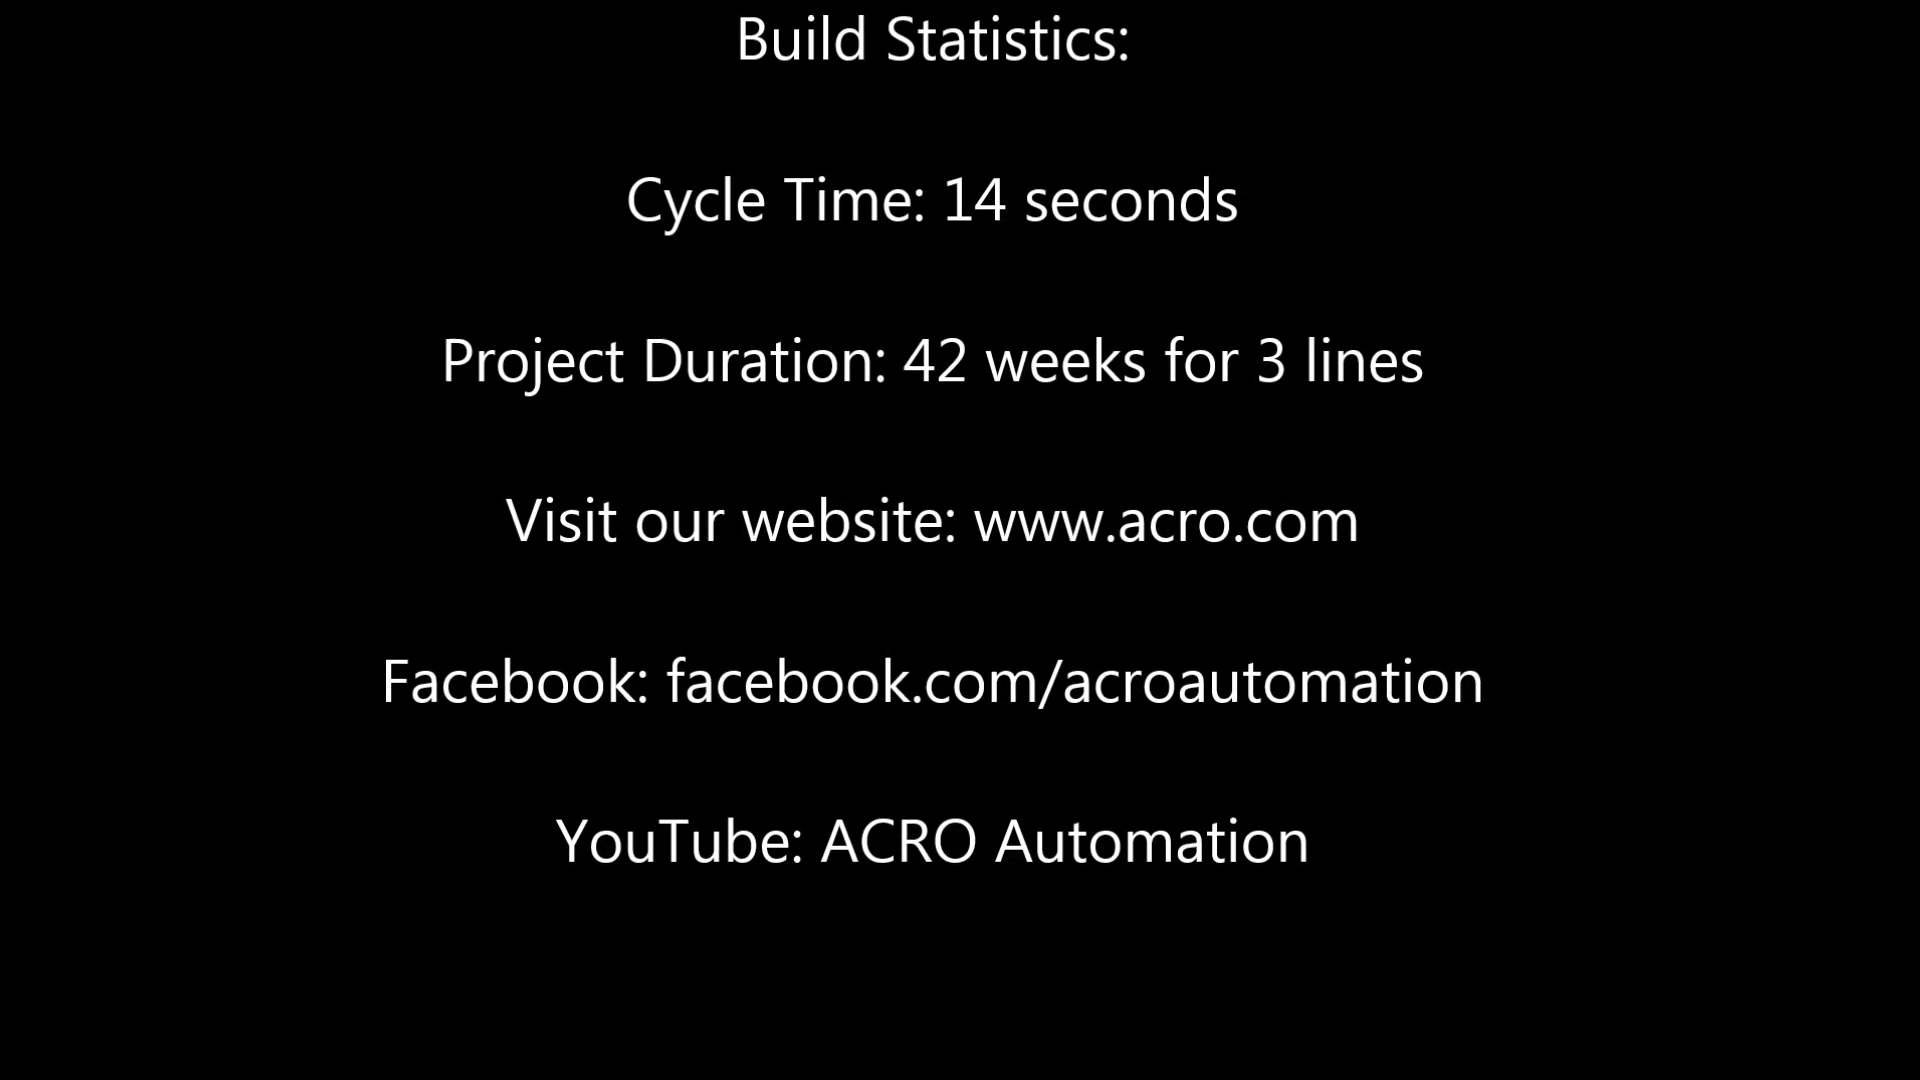 Build Statistics:
Cycle Time: 14 seconds
Project Duration: 42 weeks for 3 lines
Visit our website: www.acro.com
Facebook: facebook.com/acroautomation
YouTube: ACRO Automation